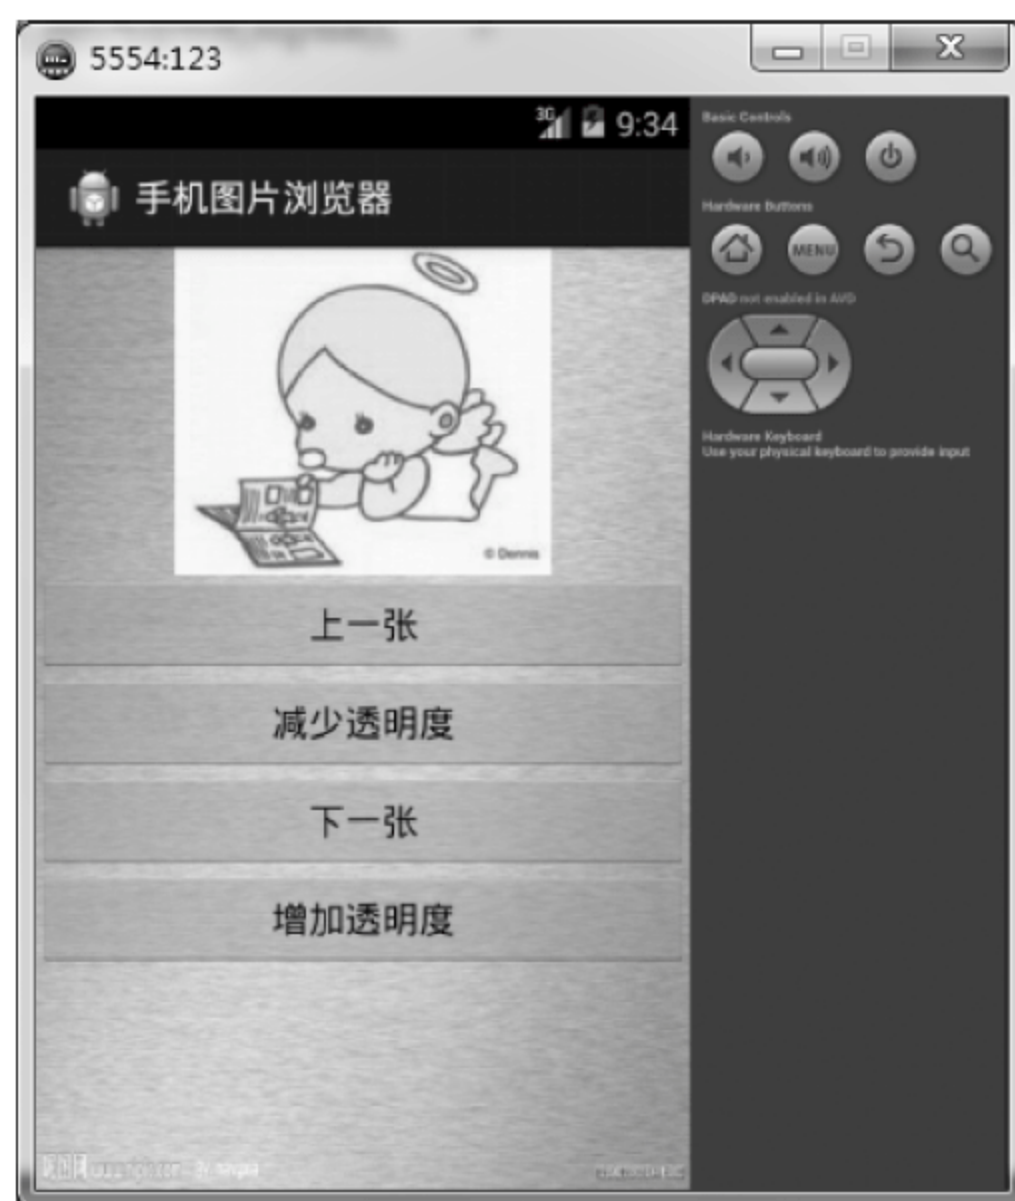 5554:123
3G 9:34
Basic Controls
手机图片浏览器
Hardware Buttons
MENU
DPAD not enabled in AVD
Hardware Keyboard
Use your physical keyboard to provide input
© Dennis
上一张
减少透明度
下一张
增加透明度